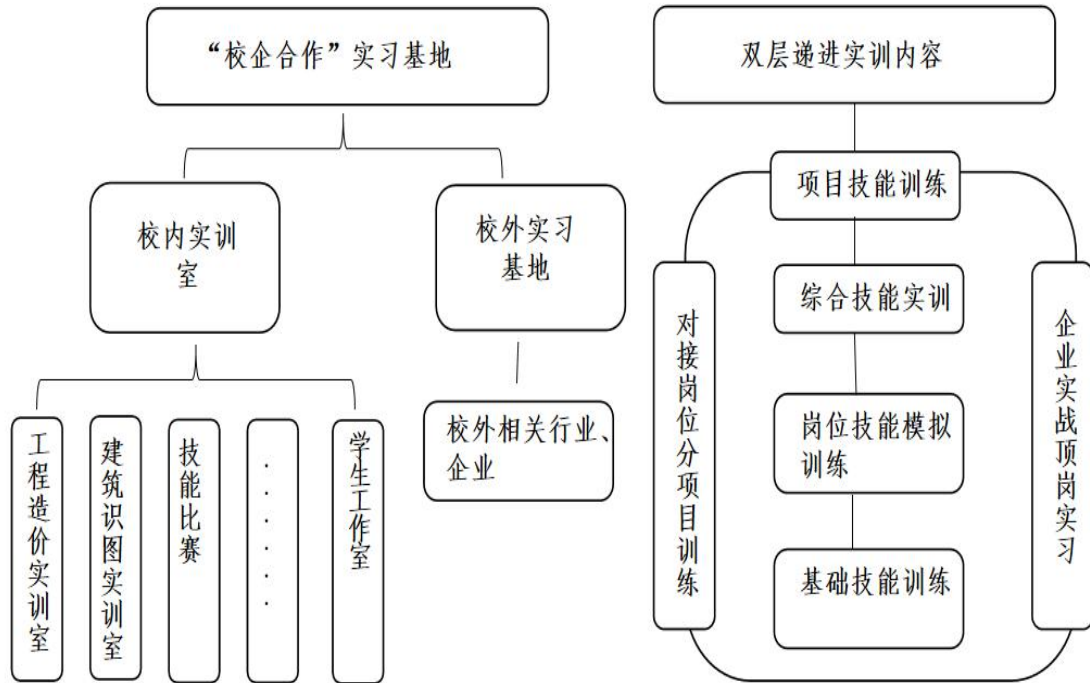 “校企合作”实习基地
双层递进实训内容
校内实训
室
校外实习
基地
工程造价实训室
建筑识图实训室
技能比赛
......
学生工作室
校外相关行业、
企业
项目技能训练
综合技能实训
岗位技能模拟
训练
基础技能训练
对接岗位分项目训练
企业实战顶岗实习